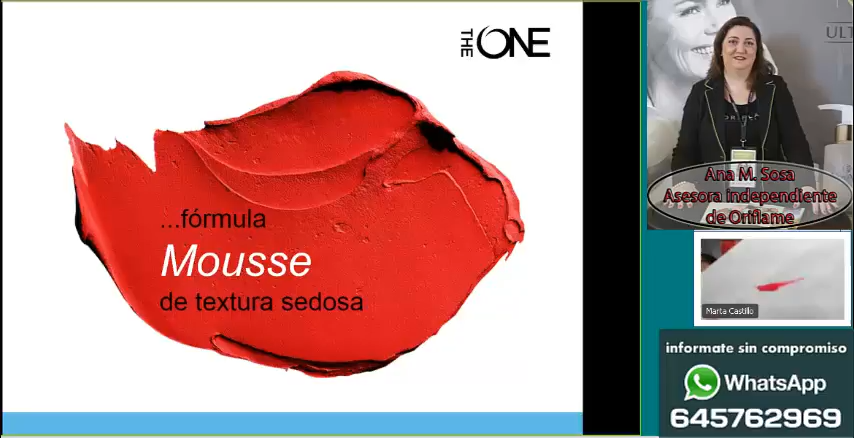 THE ONE
...fórmula
Mousse
de textura sedosa
ULT
Ana M. Sosa
Asesora independiente
de Oriflame
Marta Castillo
informate sin compromiso
WhatsApp
645762969